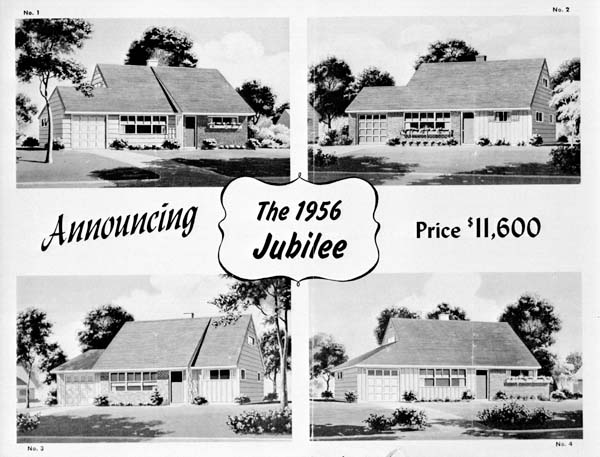 No. 1
No. 2
Announcing
The 1956
Jubilee
Price $11,600
No. 3
No. 4